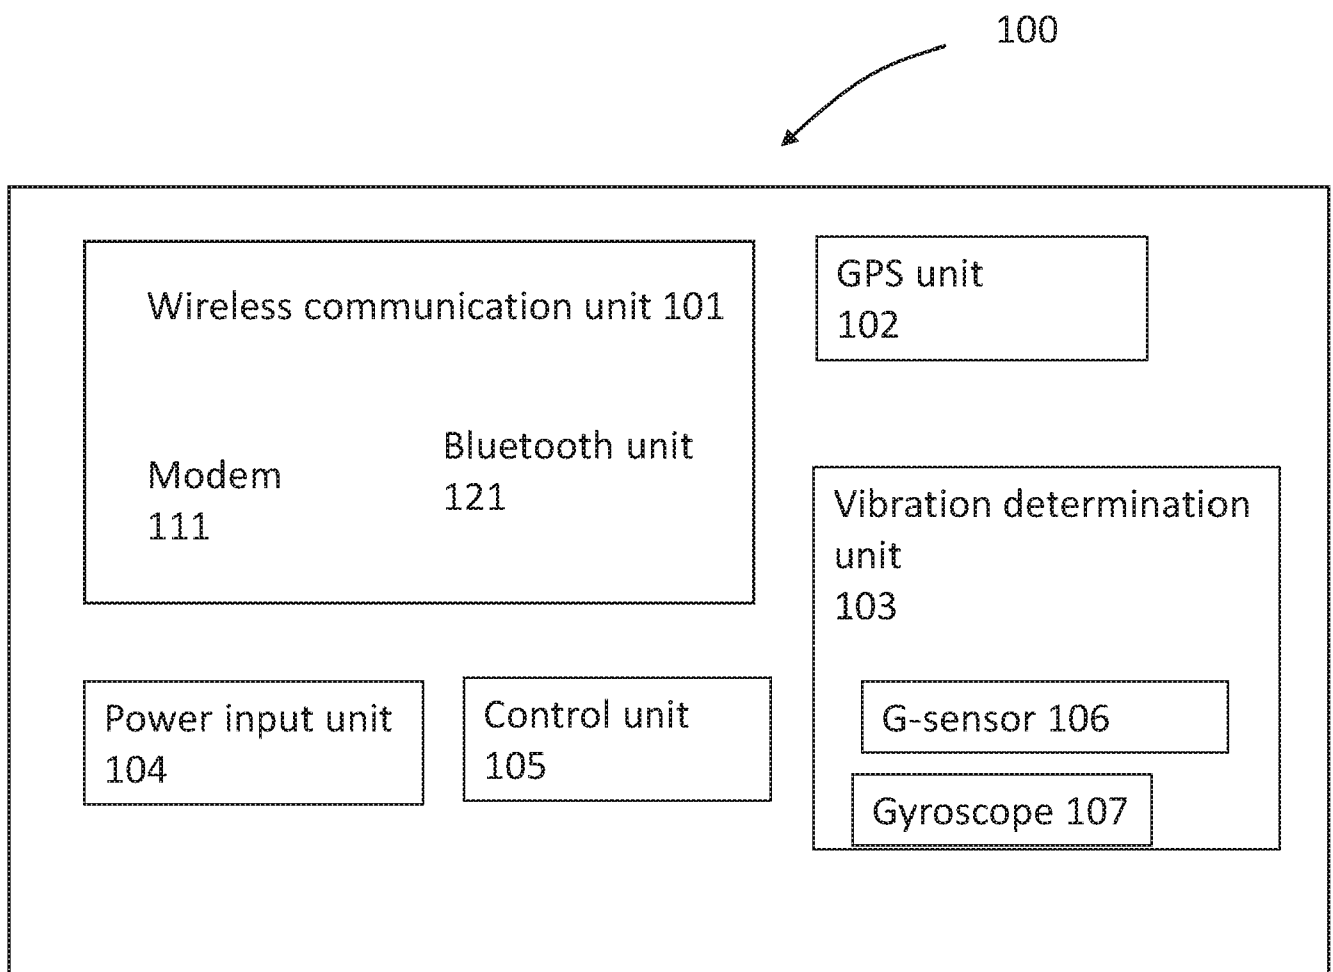 100
Wireless communication unit 101
GPS unit
102
Modem
111
Bluetooth unit
121
Vibration determination
unit
103
Power input unit
104
Control unit
105
G-sensor 106
Gyroscope 107